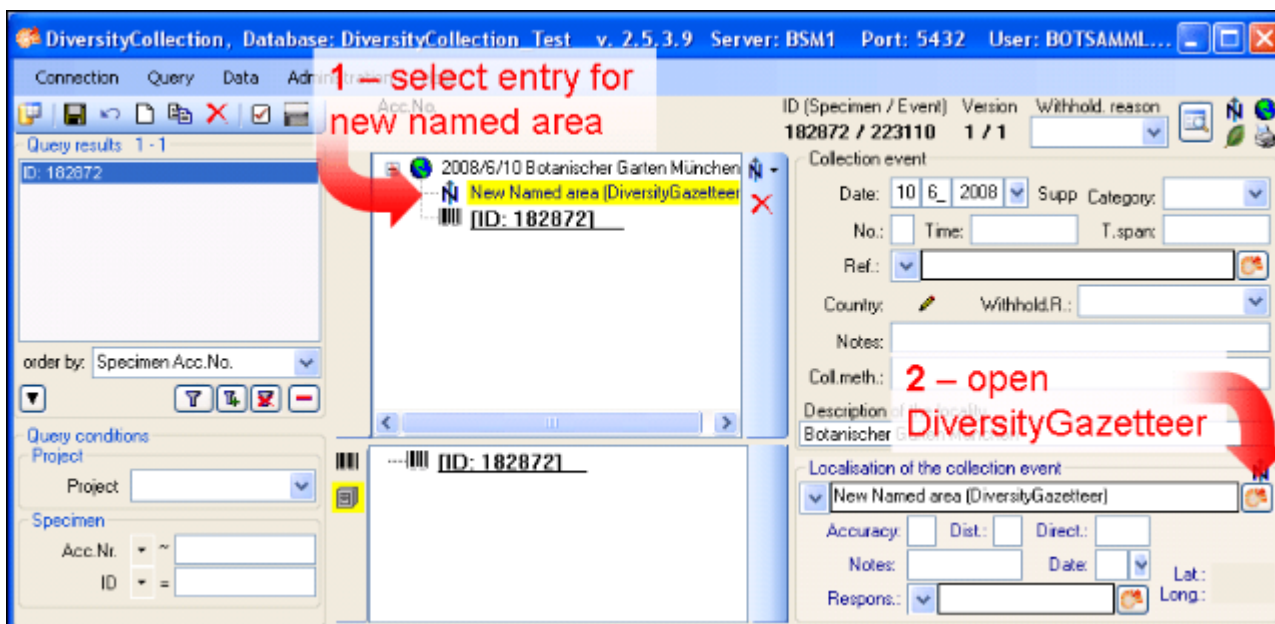 DiversityCollection, Database: DiversityCollection_Test v. 2.5.3.9 Server: BSM1 Port: 5432 User: BOTSAMML...
Connection Query Data
1 – select entry for
new named area
Acc.No.
ID (Specimen / Event) Version Withhold. reason
182872 / 223110 1 / 1
Query results 1 - 1
ID: 182872
2008/6/10 Botanischer Garten München
New Named area (DiversityGazetteer
[ID: 182872]
Collection event
Date: 10 6_ 2008 Supp Category:
No.: Time: T.span:
Ref.:
Country: Withhold.R.:
Notes:
Coll.meth.:
2 – open
DiversityGazetteer
Description
Botanischer
order by: Specimen Acc.No.
Query conditions
Project
Project
Specimen
Acc.Nr. ~
ID =
[ID: 182872]
Localisation of the collection event
New Named area (DiversityGazetteer)
Accuracy: Dist.: Direct.:
Notes: Date:
Lat.:
Respons.: Long.: